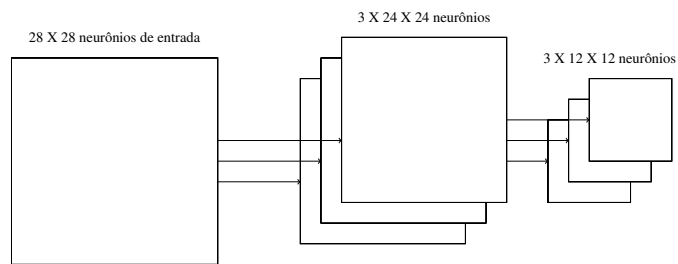 28 X 28 neurônios de entrada
3 X 24 X 24 neurônios
3 X 12 X 12 neurônios